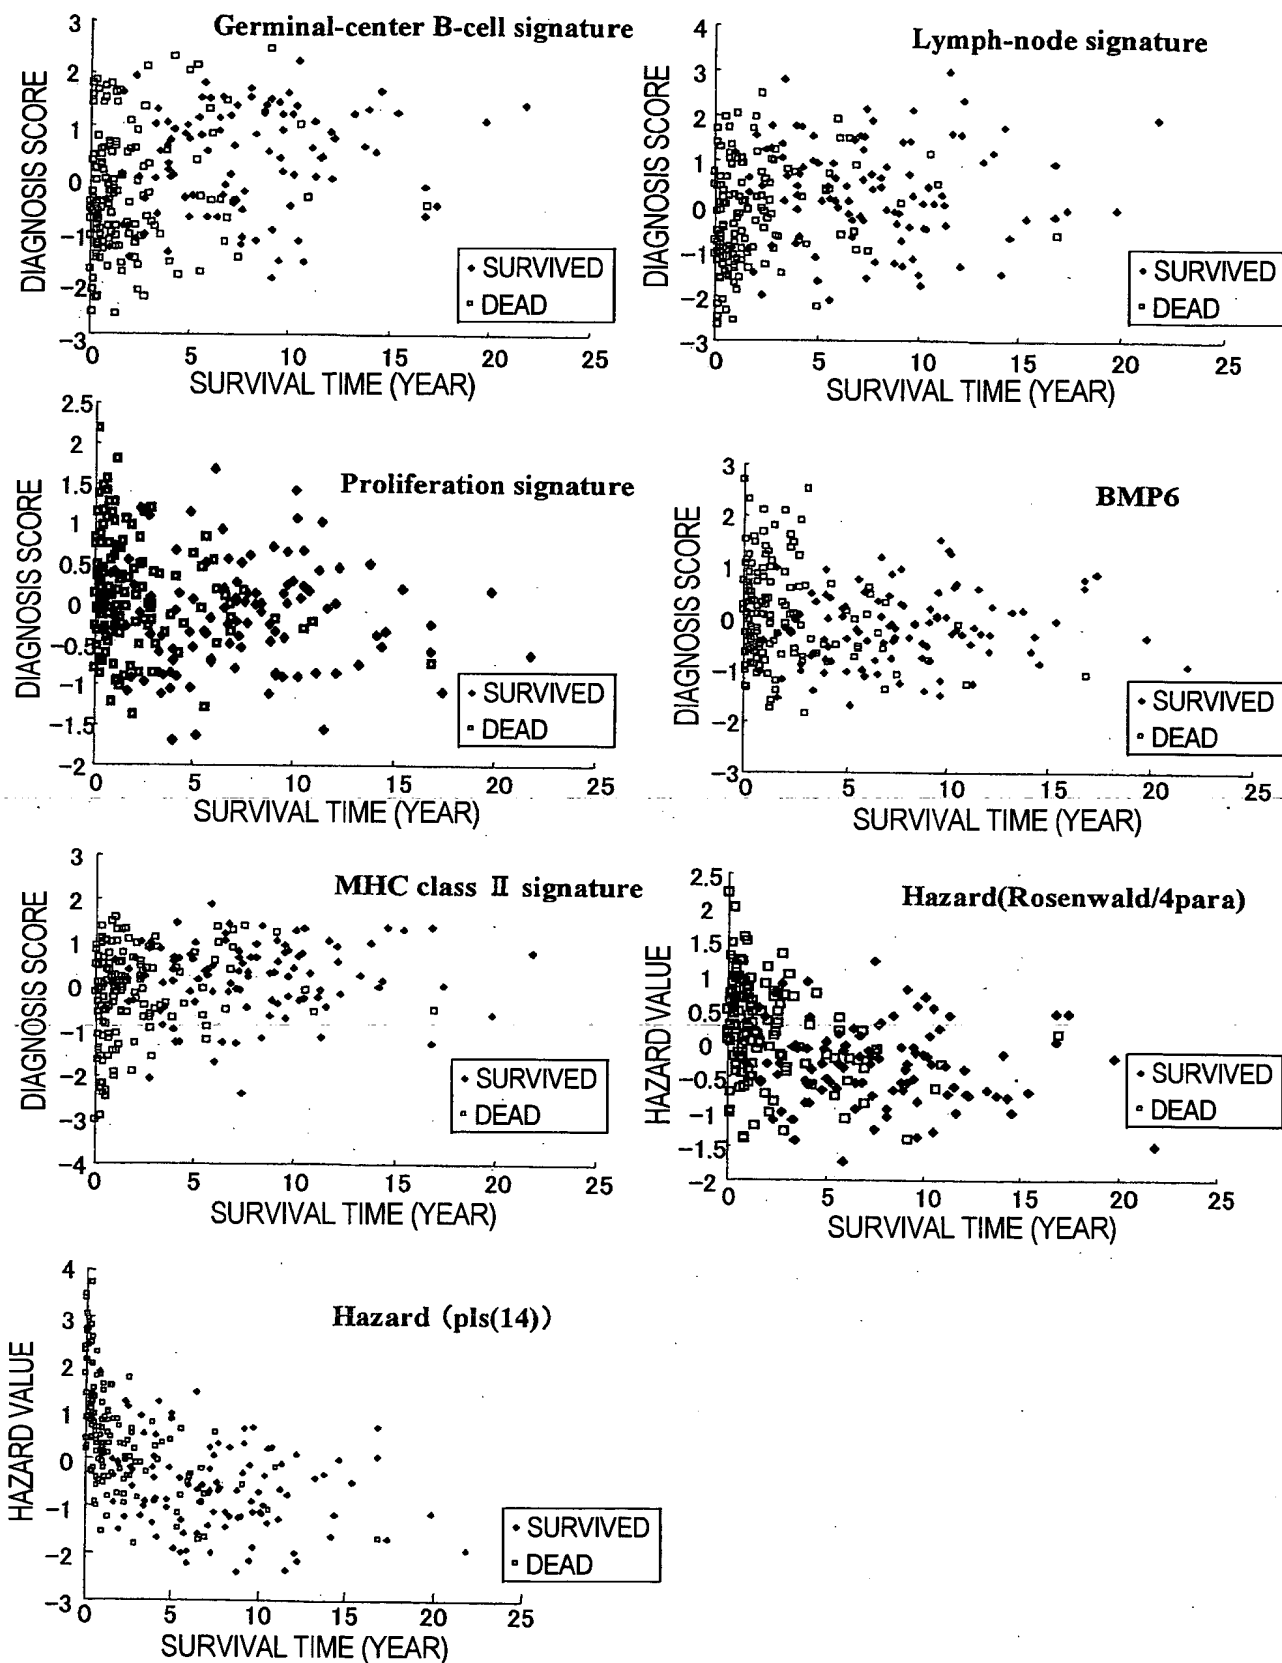 Germinal-center B-cell signature
DIAGNOSIS SCORE
3
2
1
0
−1
−2
−3
0 5 10 15 20 25
SURVIVAL TIME (YEAR)
SURVIVED
DEAD
Lymph-node signature
DIAGNOSIS SCORE
4
3
2
1
0
−1
−2
−3
0 5 10 15 20 25
SURVIVAL TIME (YEAR)
SURVIVED
DEAD
Proliferation signature
DIAGNOSIS SCORE
2.5
2
1.5
1
0.5
0
−0.5
−1
−1.5
−2
0 5 10 15 20 25
SURVIVAL TIME (YEAR)
SURVIVED
DEAD
BMP6
DIAGNOSIS SCORE
3
2
1
0
−1
−2
−3
0 5 10 15 20 25
SURVIVAL TIME (YEAR)
SURVIVED
DEAD
MHC class Ⅱ signature
DIAGNOSIS SCORE
3
2
1
0
−1
−2
−3
−4
0 5 10 15 20 25
SURVIVAL TIME (YEAR)
SURVIVED
DEAD
Hazard(Rosenwald/4para)
HAZARD VALUE
2.5
2
1.5
1
0.5
0
−0.5
−1
−1.5
−2
0 5 10 15 20 25
SURVIVAL TIME (YEAR)
SURVIVED
DEAD
Hazard (pls(14))
HAZARD VALUE
4
3
2
1
0
−1
−2
−3
0 5 10 15 20 25
SURVIVAL TIME (YEAR)
SURVIVED
DEAD